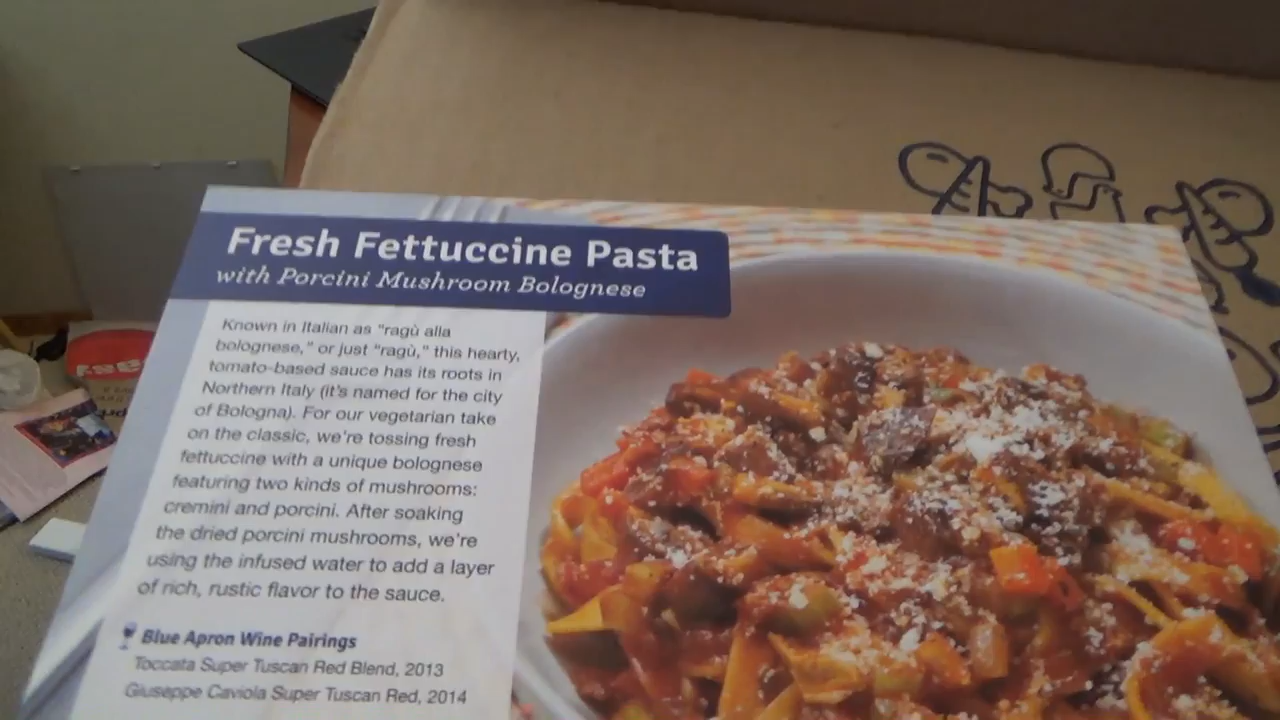 Fresh Fettuccine Pasta
with Porcini Mushroom Bolognese
Known in Italian as "ragù alla
bolognese," or just "ragù," this hearty,
tomato-based sauce has its roots in
Northern Italy (it's named for the city
of Bologna). For our vegetarian take
on the classic, we're tossing fresh
fettuccine with a unique bolognese
featuring two kinds of mushrooms:
cremini and porcini. After soaking
the dried porcini mushrooms, we're
using the infused water to add a layer
of rich, rustic flavor to the sauce.
Blue Apron Wine Pairings
Toccata Super Tuscan Red Blend, 2013
Giuseppe Caviola Super Tuscan Red, 2014